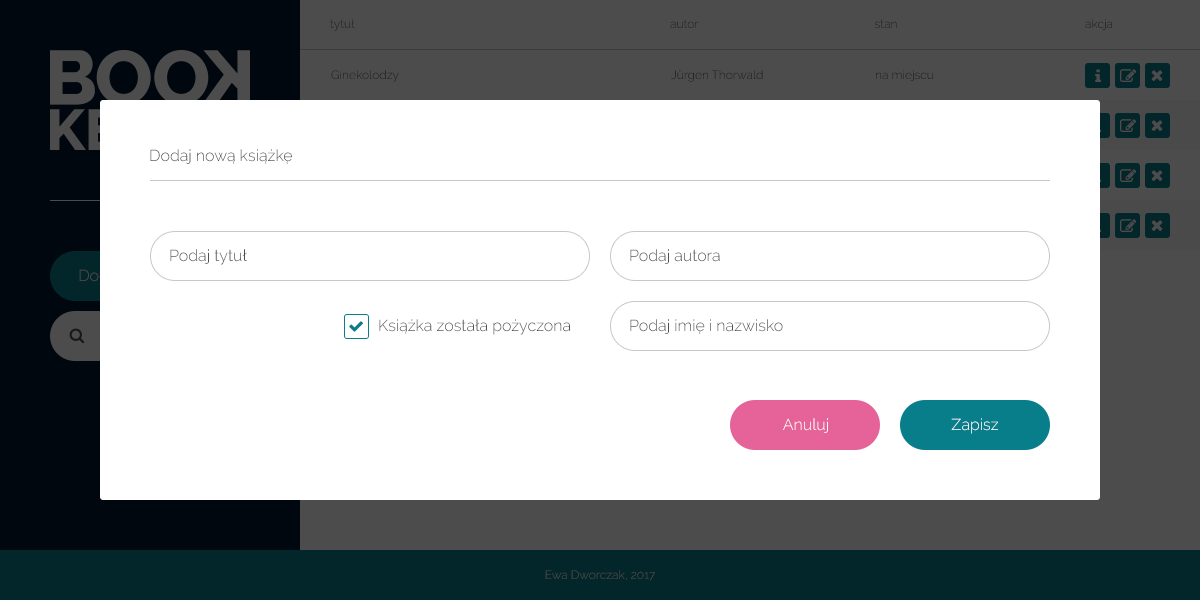 tytuł autor stan akcja
BOOK
KE
Ginekolodzy Jürgen Thorwald na miejscu
Dodaj nową książkę
Podaj tytuł Podaj autora
Do
Książka została pożyczona Podaj imię i nazwisko
Anuluj Zapisz
Ewa Dworczak, 2017